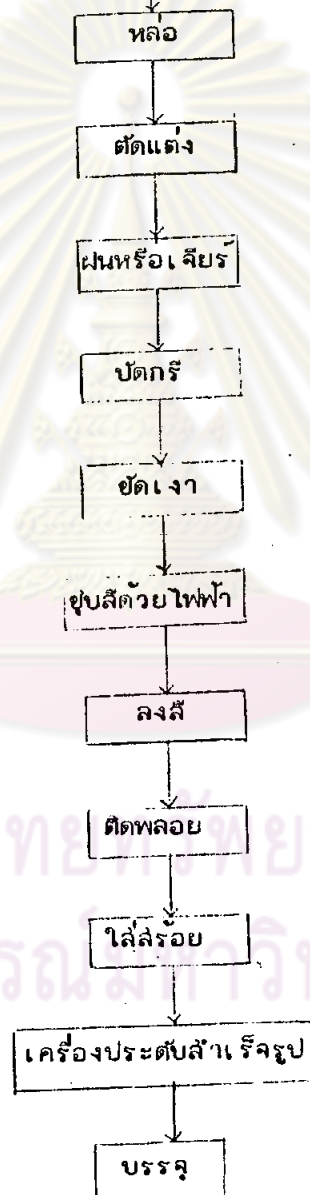 หล่อ
ตัดแต่ง
ฝนหรือเจียร์
ปัดกรี
ขัดเงา
ชุบสีด้วยไฟฟ้า
ลงสี
ติดพลอย
ใส่สร้อย
เครื่องประดับสำเร็จรูป
บรรจุ